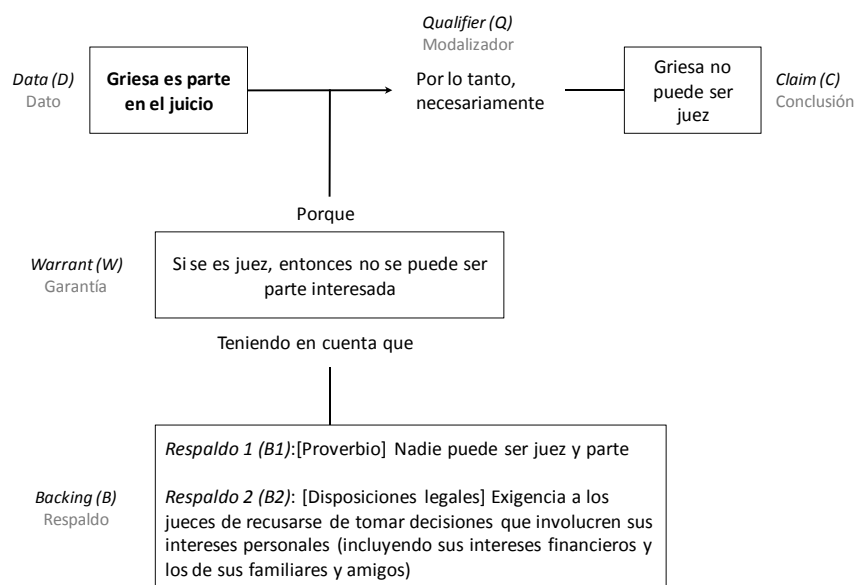 Qualifier (Q)
Modalizador
Data (D)
Dato
Griesa es parte
en el juicio
Por lo tanto,
necesariamente
Griesa no
puede ser
juez
Claim (C)
Conclusión
Porque
Warrant (W)
Garantía
Si se es juez, entonces no se puede ser
parte interesada
Teniendo en cuenta que
Backing (B)
Respaldo
Respaldo 1 (B1):[Proverbio] Nadie puede ser juez y parte
Respaldo 2 (B2): [Disposiciones legales] Exigencia a los
jueces de recusarse de tomar decisiones que involucren sus
intereses personales (incluyendo sus intereses financieros y
los de sus familiares y amigos)